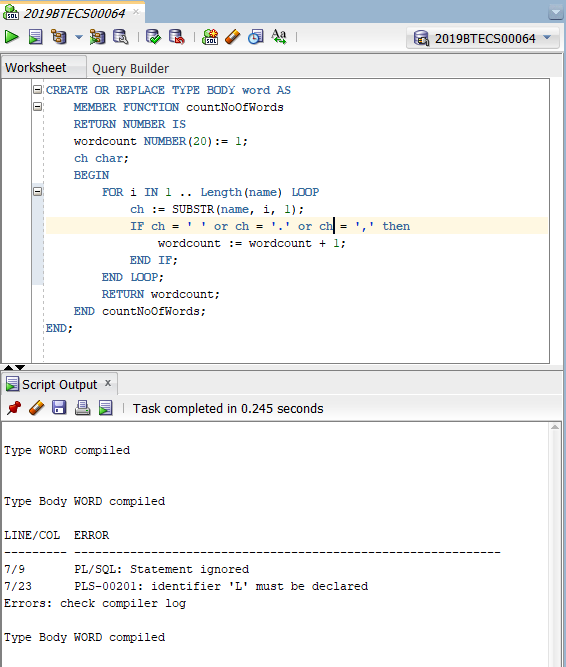 2019BTECS00064 ×
SQL
2019BTECS00064
Worksheet Query Builder
CREATE OR REPLACE TYPE BODY word AS
MEMBER FUNCTION countNoOfWords
RETURN NUMBER IS
wordcount NUMBER(20):= 1;
ch char;
BEGIN
FOR i IN 1 .. Length(name) LOOP
ch := SUBSTR(name, i, 1);
IF ch = ' ' or ch = '.' or ch = ',' then
wordcount := wordcount + 1;
END IF;
END LOOP;
RETURN wordcount;
END countNoOfWords;
END;
Script Output x
Task completed in 0.245 seconds
Type WORD compiled
Type Body WORD compiled
LINE/COL ERROR
--------- -------------------------------------------------------------
7/9 PL/SQL: Statement ignored
7/23 PLS-00201: identifier 'L' must be declared
Errors: check compiler log
Type Body WORD compiled